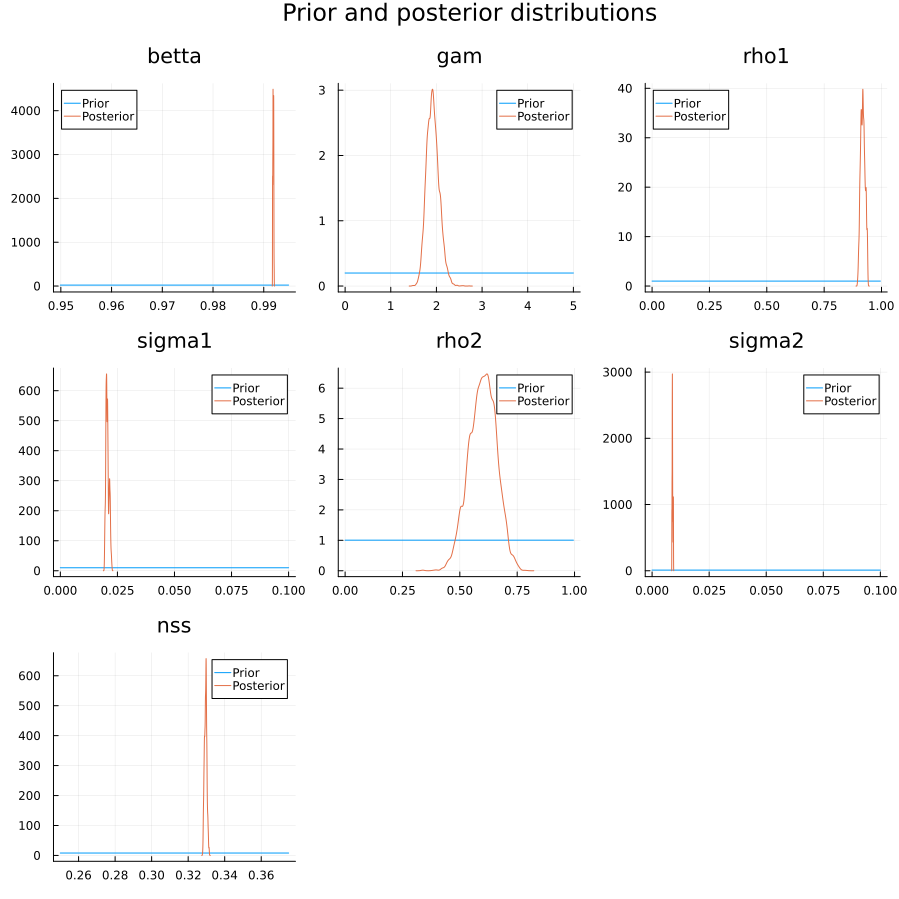 Prior and posterior distributions
betta gam rho1
Prior
Posterior
4000
3000
2000
1000
0
0.95 0.96 0.97 0.98 0.99
Prior
Posterior
3
2
1
0
0 1 2 3 4 5
Prior
Posterior
40
30
20
10
0
0.00 0.25 0.50 0.75 1.00
sigma1 rho2 sigma2
Prior
Posterior
600
500
400
300
200
100
0
0.000 0.025 0.050 0.075 0.100
Prior
Posterior
6
5
4
3
2
1
0
0.00 0.25 0.50 0.75 1.00
Prior
Posterior
3000
2000
1000
0
0.000 0.025 0.050 0.075 0.100
nss
Prior
Posterior
600
500
400
300
200
100
0
0.26 0.28 0.30 0.32 0.34 0.36